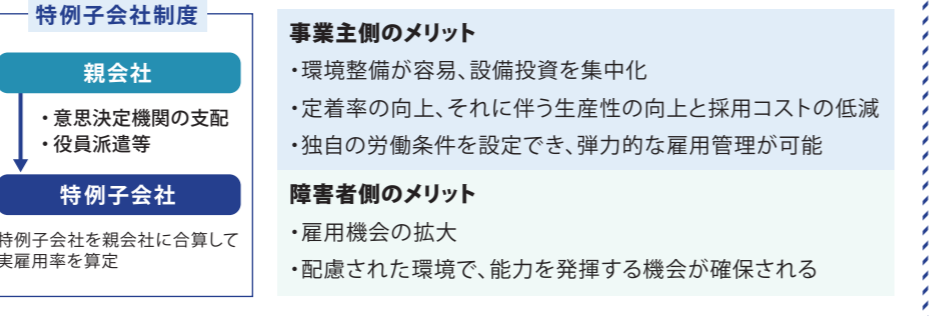 特例子会社制度
親会社
・意思決定機関の支配
・役員派遣等
特例子会社
特例子会社を親会社に合算して
実雇用率を算定
事業主側のメリット
・環境整備が容易、設備投資を集中化
・定着率の向上、それに伴う生産性の向上と採用コストの低減
・独自の労働条件を設定でき、弾力的な雇用管理が可能
障害者側のメリット
・雇用機会の拡大
・配慮された環境で、能力を発揮する機会が確保される